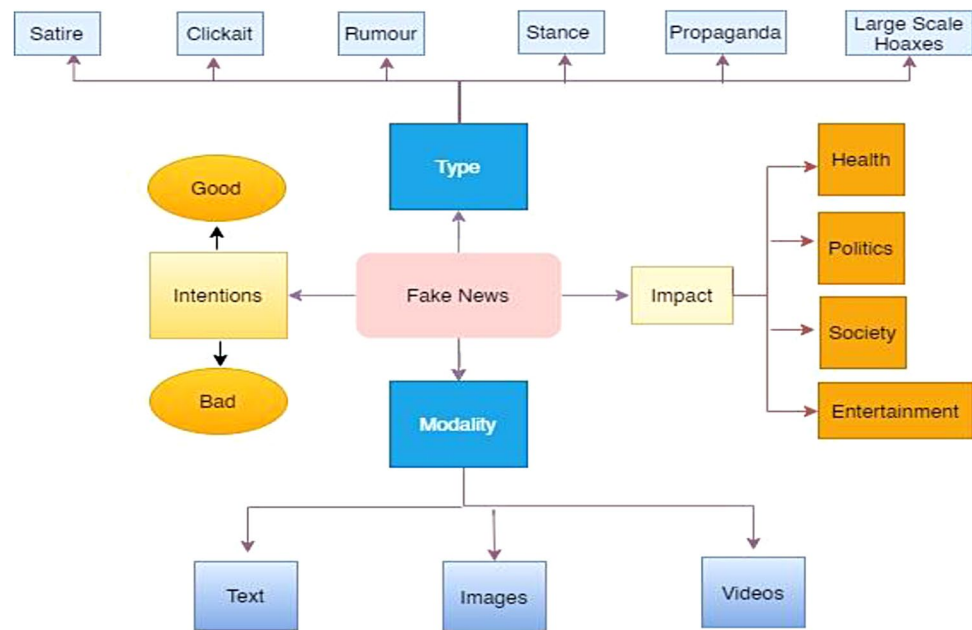 Satire
Clickait
Rumour
Stance
Propaganda
Large Scale
Hoaxes
Type
Health
Good
Politics
Intentions
Fake News
Impact
Society
Bad
Modality
Entertainment
Text
Images
Videos